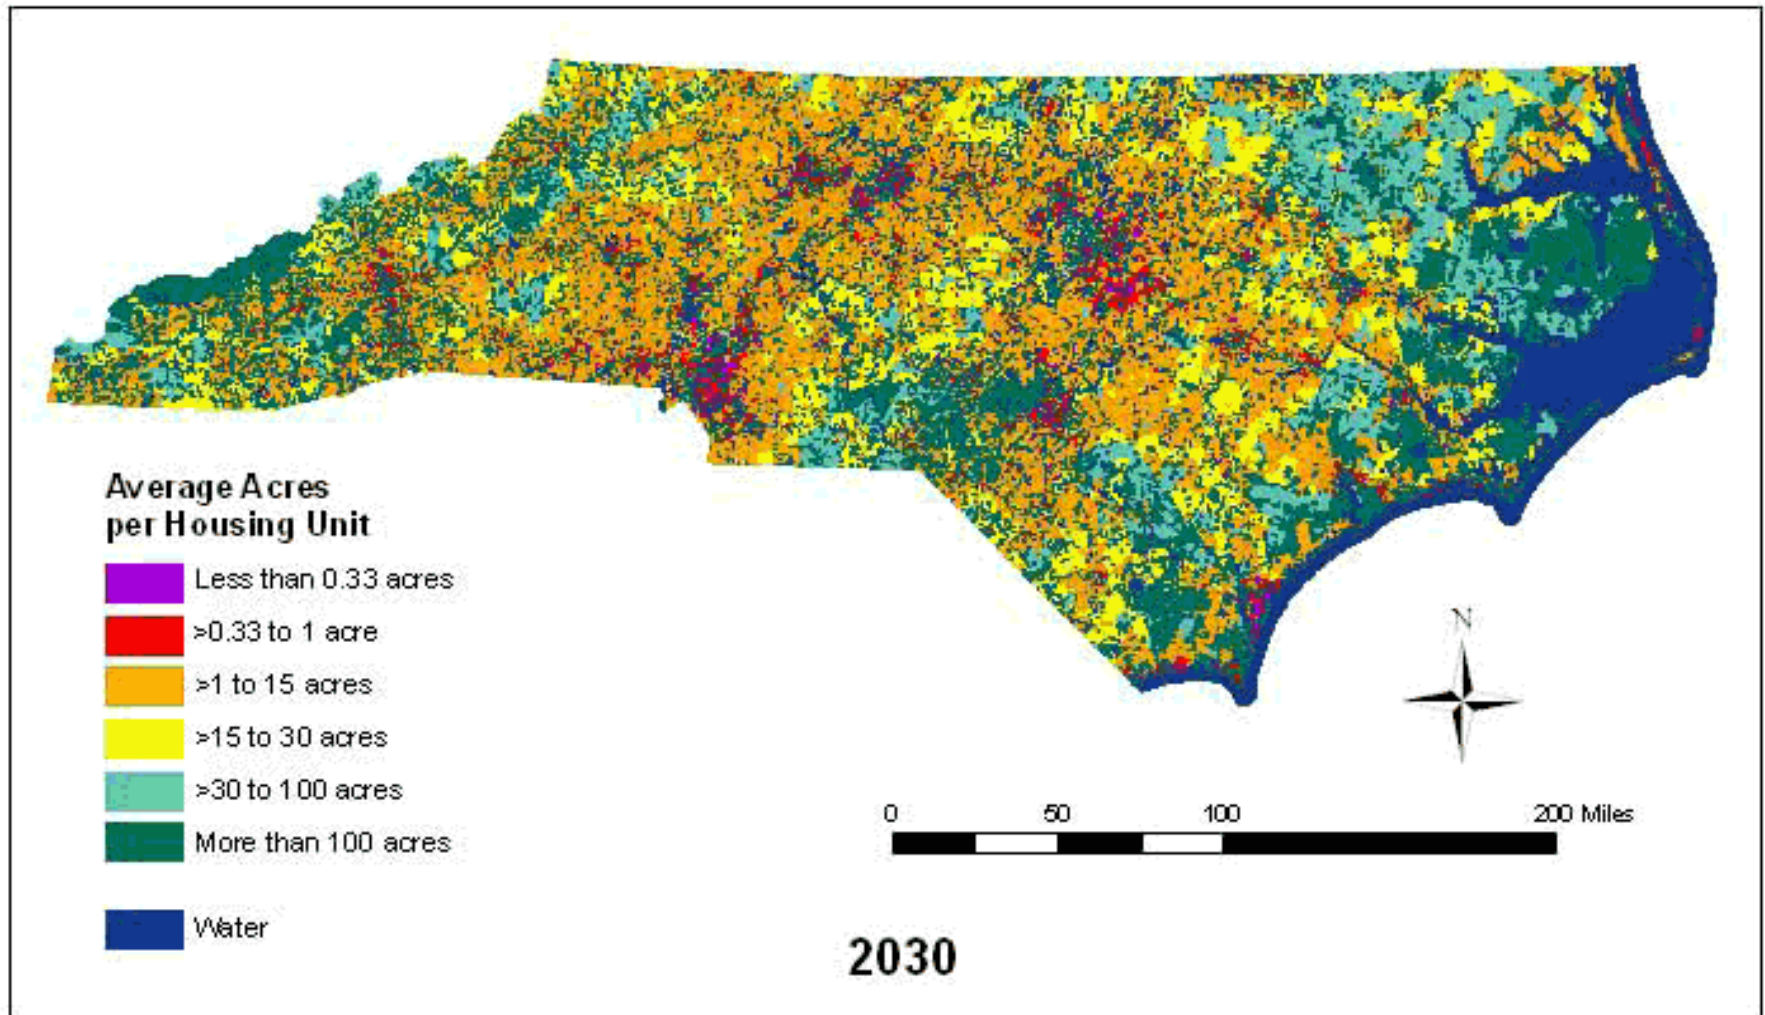 Average Acres
per Housing Unit
Less than 0.33 acres
>0.33 to 1 acre
>1 to 15 acres
>15 to 30 acres
>30 to 100 acres
More than 100 acres
Water
N
0 50 100 200 Miles
2030